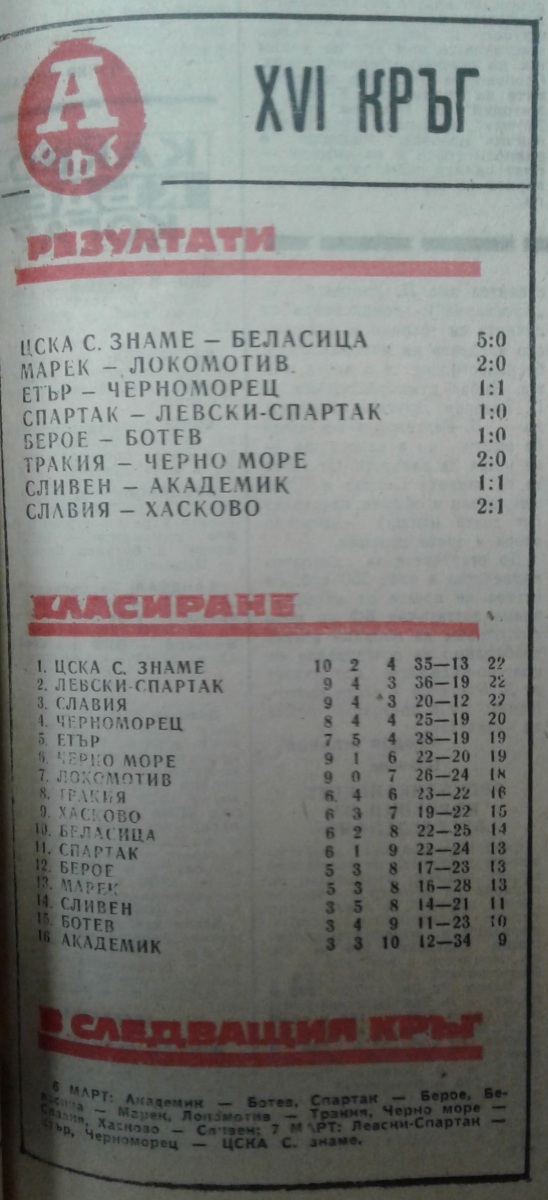 А
РФГ
XVI КРЪГ
РЕЗУЛТАТИ
ЦСКА С. ЗНАМЕ — БЕЛАСИЦА 5:0
МАРЕК — ЛОКОМОТИВ 2:0
ЕТЪР — ЧЕРНОМОРЕЦ 1:1
СПАРТАК — ЛЕВСКИ-СПАРТАК 1:0
БЕРОЕ — БОТЕВ 1:0
ТРАКИЯ — ЧЕРНО МОРЕ 2:0
СЛИВЕН — АКАДЕМИК 1:1
СЛАВИЯ — ХАСКОВО 2:1
КЛАСИРАНЕ
1. ЦСКА С. ЗНАМЕ 10 2 4 35—13 22
2. ЛЕВСКИ-СПАРТАК 9 4 3 36—19 22
3. СЛАВИЯ 9 4 3 20—12 22
4. ЧЕРНОМОРЕЦ 8 4 4 25—19 20
5. ЕТЪР 7 5 4 28—19 19
6. ЧЕРНО МОРЕ 9 1 6 22—20 19
7. ЛОКОМОТИВ 9 0 7 26—24 18
8. ТРАКИЯ 6 4 6 23—22 16
9. ХАСКОВО 6 3 7 19—22 15
10. БЕЛАСИЦА 6 2 8 22—25 14
11. СПАРТАК 6 1 9 22—24 13
12. БЕРОЕ 5 3 8 17—23 13
13. МАРЕК 5 3 8 16—28 13
14. СЛИВЕН 3 5 8 14—21 11
15. БОТЕВ 3 4 9 11—23 10
16. АКАДЕМИК 3 3 10 12—34 9
В СЛЕДВАЩИЯ КРЪГ
6 МАРТ: Академик — Ботев, Спартак — Берое, Бе-
ласица — Марек, Локомотив — Тракия, Черно море —
Славия, Хасково — Сливен; 7 МАРТ: Левски-Спартак —
Етър, Черноморец — ЦСКА С. знаме.